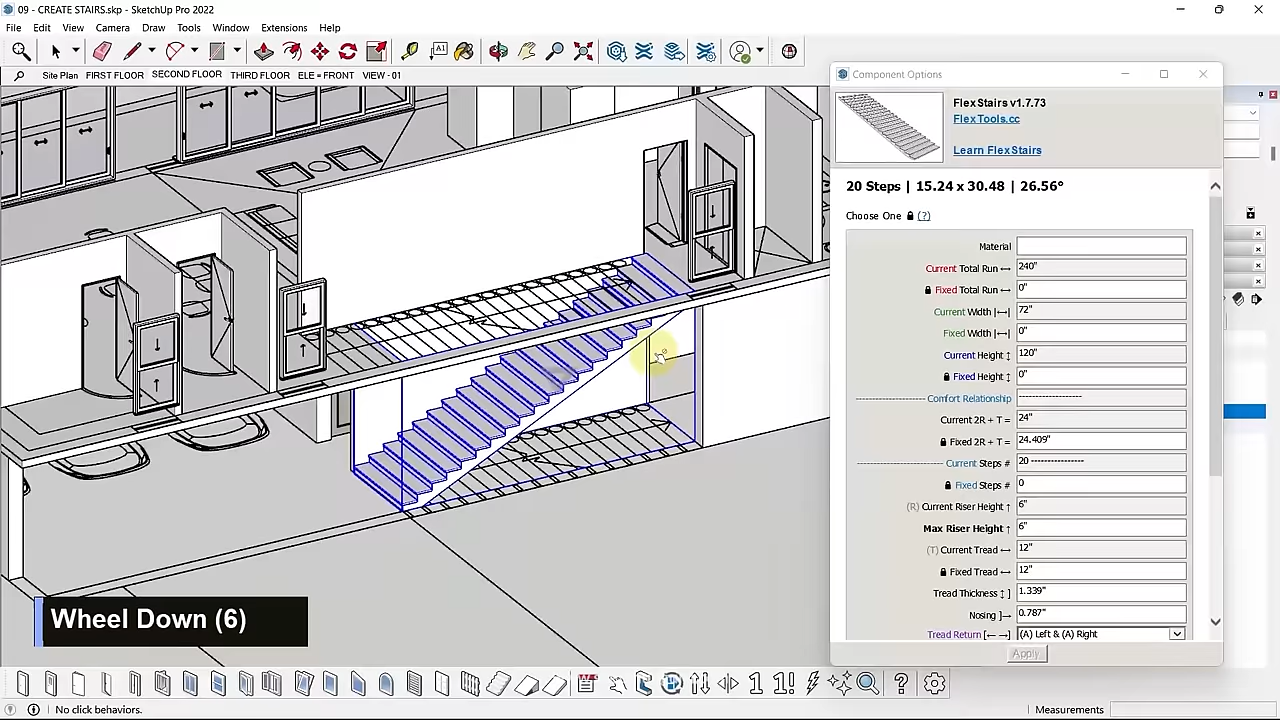 09 - CREATE STAIRS.skp - SketchUp Pro 2022
File Edit View Camera Draw Tools Window Extensions Help
A1
Site Plan FIRST FLOOR SECOND FLOOR THIRD FLOOR ELE = FRONT VIEW - 01
Component Options
FlexStairs v1.7.73
FlexTools.cc
Learn FlexStairs
20 Steps | 15.24 x 30.48 | 26.56°
Choose One (?)
Material
Current Total Run ↔ 240"
Fixed Total Run ↔ 0"
Current Width |↔| 72"
Fixed Width |↔| 0"
Current Height ↕ 120"
Fixed Height ↕ 0"
-------------------- Comfort Relationship -------------------
Current 2R + T = 24"
Fixed 2R + T = 24.409"
-------------------- Current Steps # 20 ----------------
Fixed Steps # 0
(R) Current Riser Height ↑ 6"
Max Riser Height ↑ 6"
(T) Current Tread ↔ 12"
Fixed Tread ↔ 12"
Tread Thickness ↕] 1.339"
Nosing ]→ 0.787"
Tread Return [← →] (A) Left & (A) Right
Apply
Wheel Down (6)
No click behaviors.
Measurements